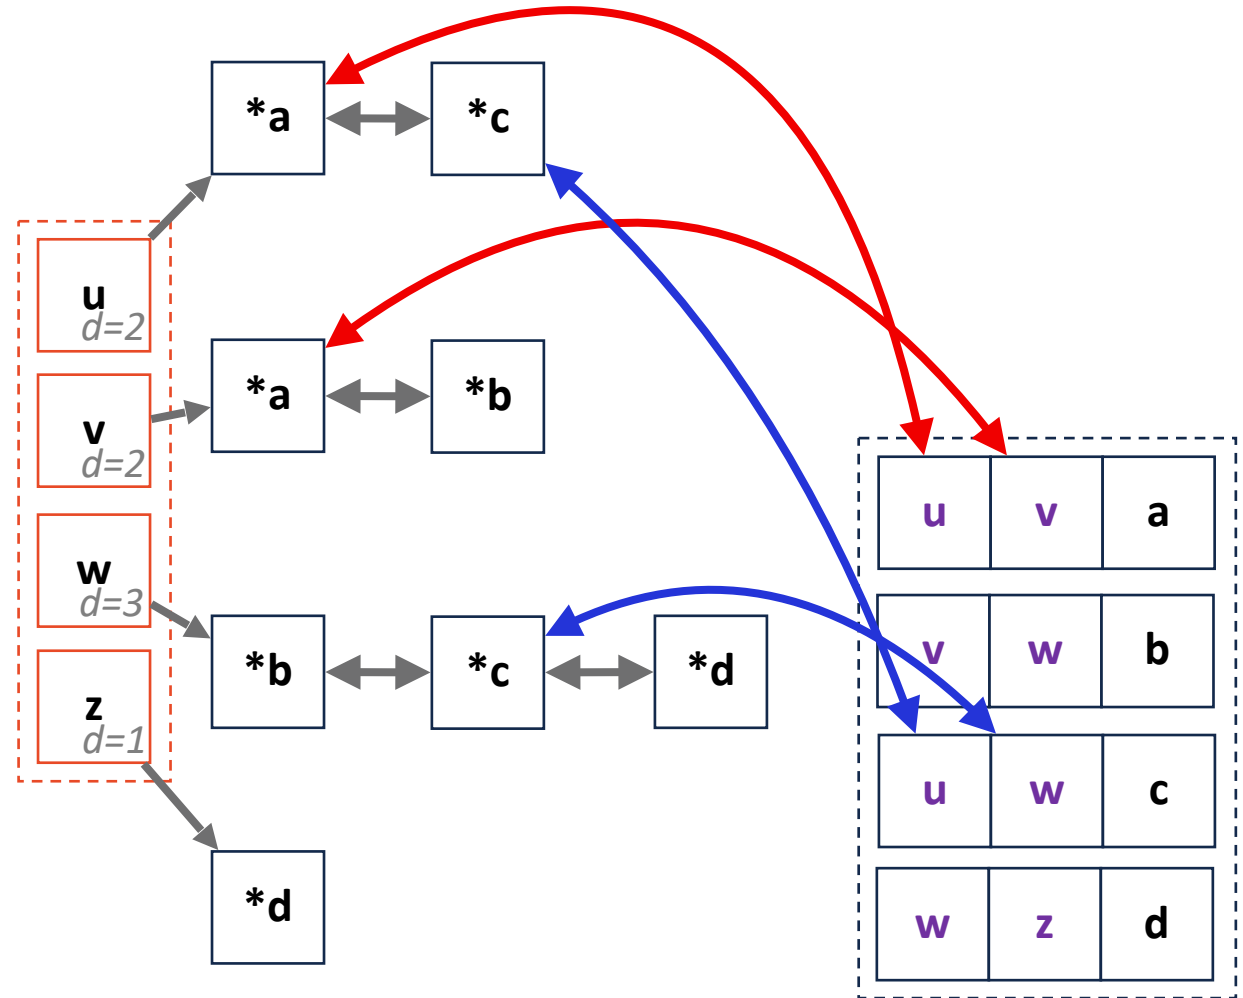 *a *c
u
d=2
*a *b
v
d=2
u v a
w
d=3
*b *c *d
v w b
z
d=1
u w c
*d
w z d